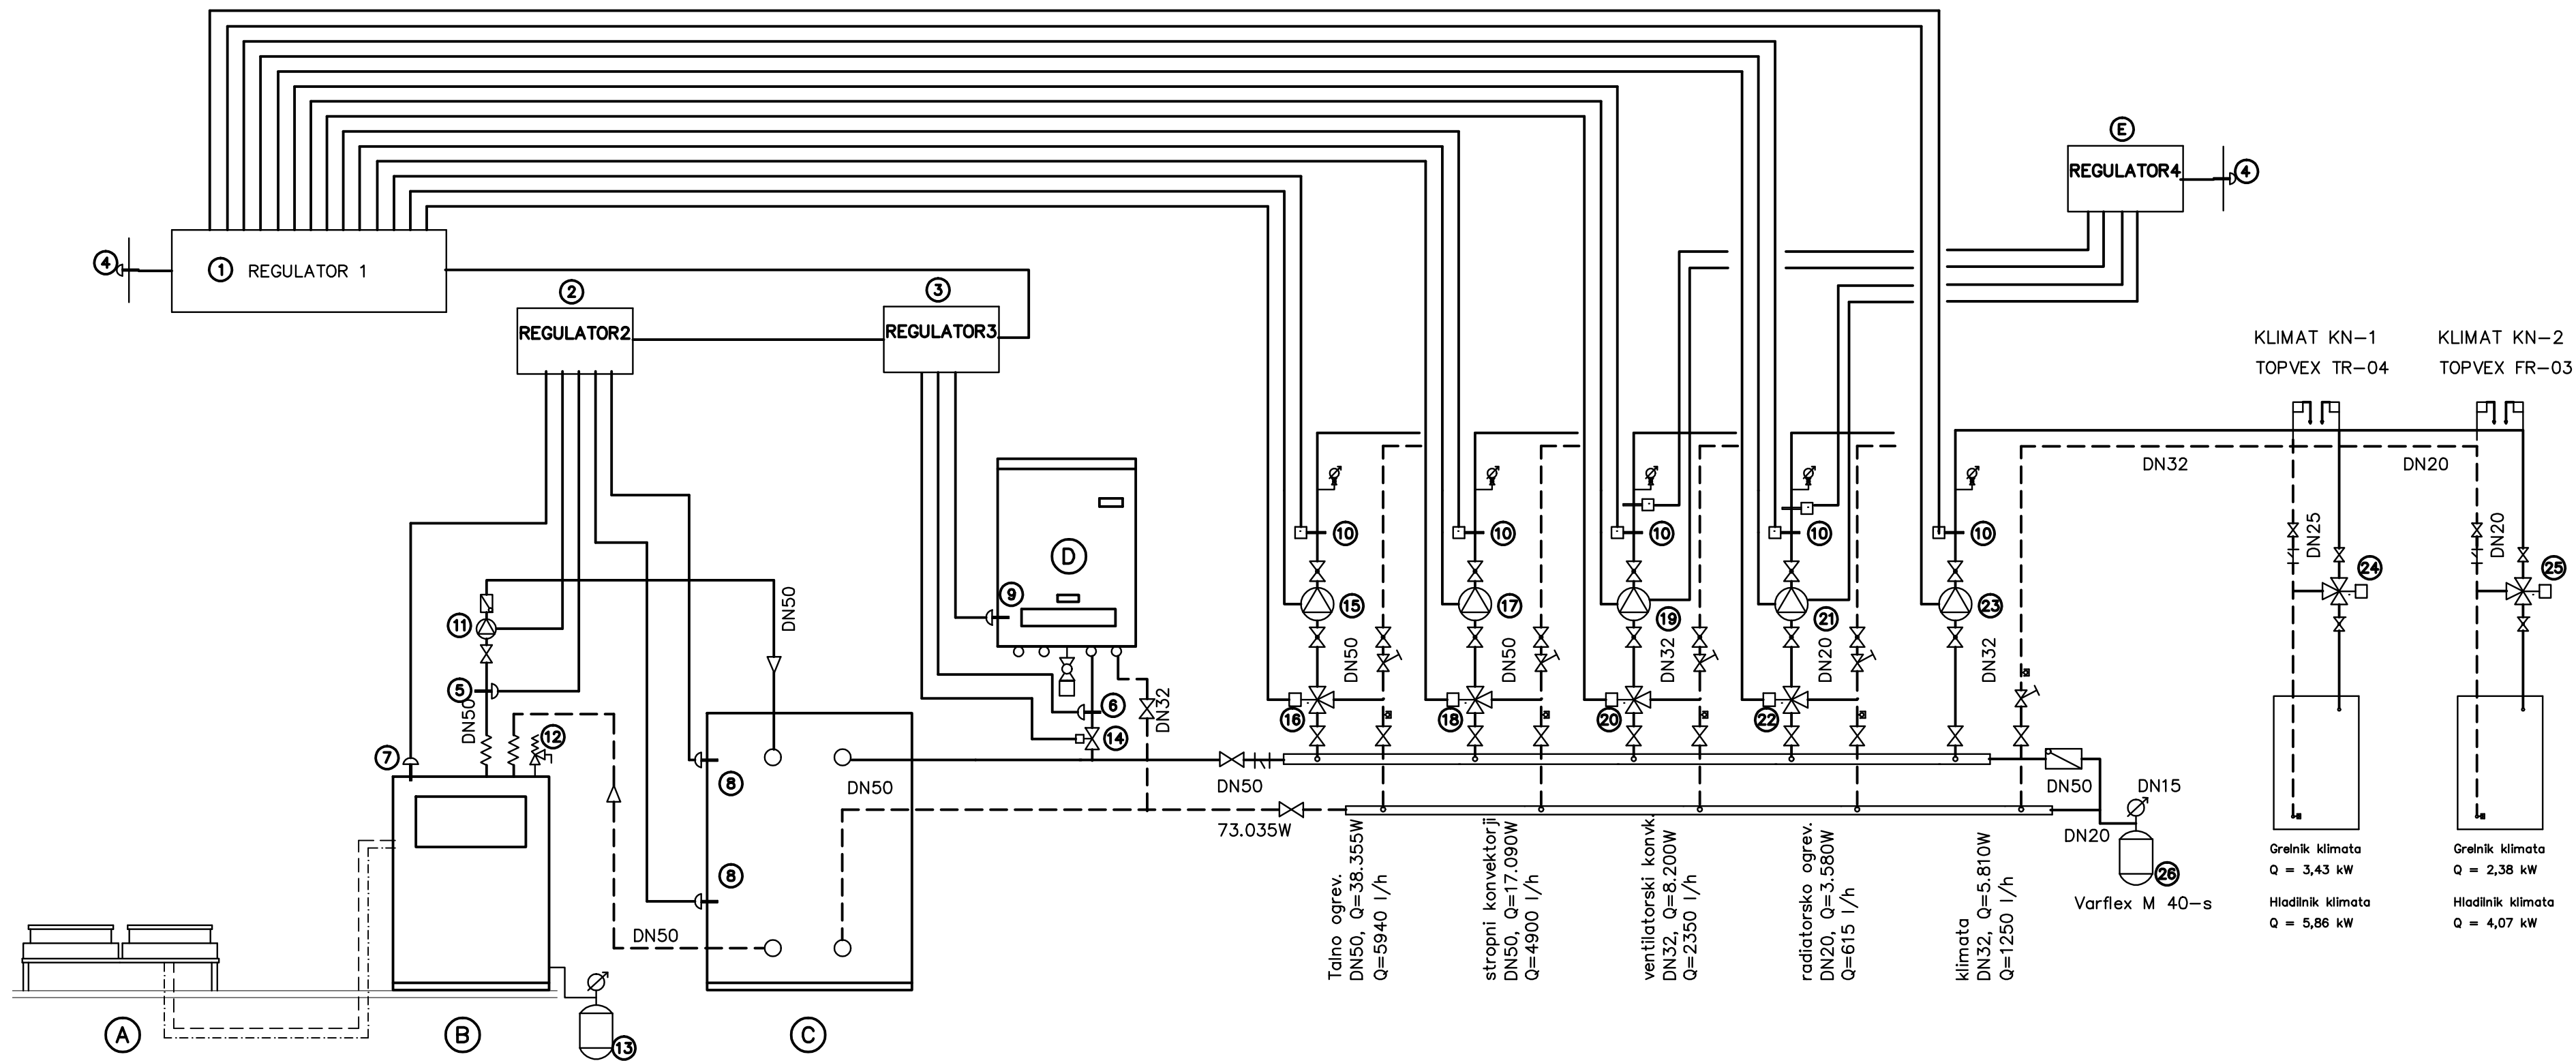 E
REGULATOR4
4
4
1 REGULATOR 1
2
REGULATOR2
3
REGULATOR3
KLIMAT KN-1
TOPVEX TR-04
KLIMAT KN-2
TOPVEX FR-03
DN32
DN20
10
10
10
10
10
DN25
DN20
D
24
25
9
DN50
11
15
17
19
21
23
DN50
DN50
DN32
DN20
DN32
5
DN50
6
DN32
14
16
18
20
22
12
7
8
DN50
DN50
DN50
DN15
73.035W
DN20
8
26
Varflex M 40-s
Talno ogrev.
DN50, Q=38.355W
Q=5940 l/h
stropni konvektorji
DN50, Q=17.090W
Q=4900 l/h
ventilatorski konvk.
DN32, Q=8.200W
Q=2350 l/h
radiatorsko ogrev.
DN20, Q=3.580W
Q=615 l/h
klimata
DN32, Q=5.810W
Q=1250 l/h
Grelnik klimata
Q = 3,43 kW
Hladilnik klimata
Q = 5,86 kW
Grelnik klimata
Q = 2,38 kW
Hladilnik klimata
Q = 4,07 kW
DN50
A
B
13
C